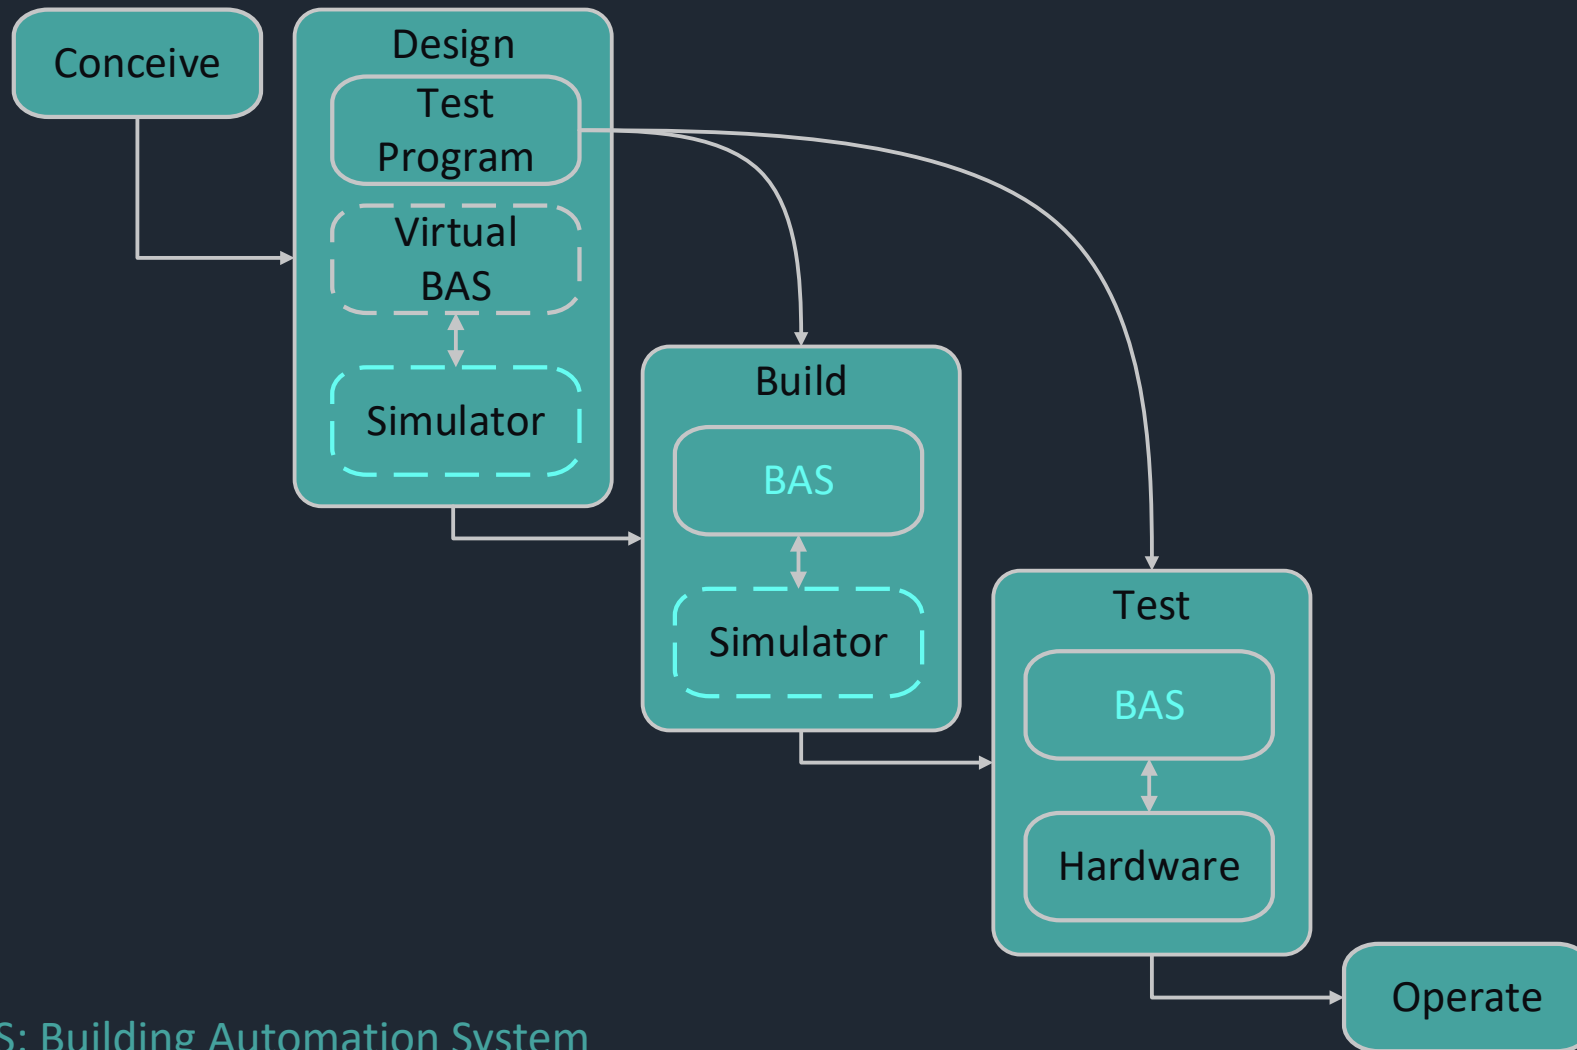 Conceive
Design
Test
Program
Virtual
BAS
Simulator
Build
BAS
Simulator
Test
BAS
Hardware
Operate
S: Building Automation System